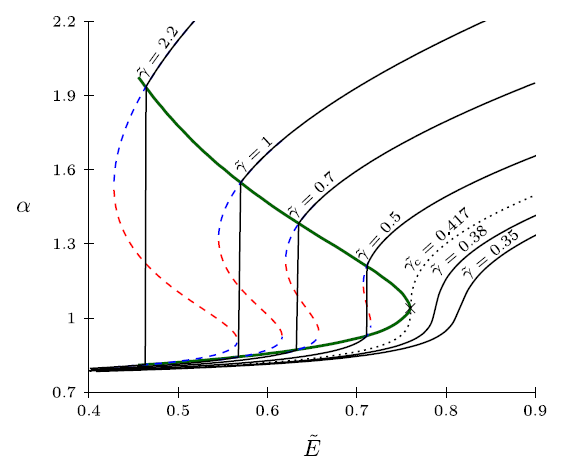 2.2
1.9
1.6
1.3
1
0.7
α
γ̃ = 2.2
γ̃ = 1
γ̃ = 0.7
γ̃ = 0.5
γ̃c = 0.417
γ̃ = 0.38
γ̃ = 0.35
0.4 0.5 0.6 0.7 0.8 0.9
Ẽ